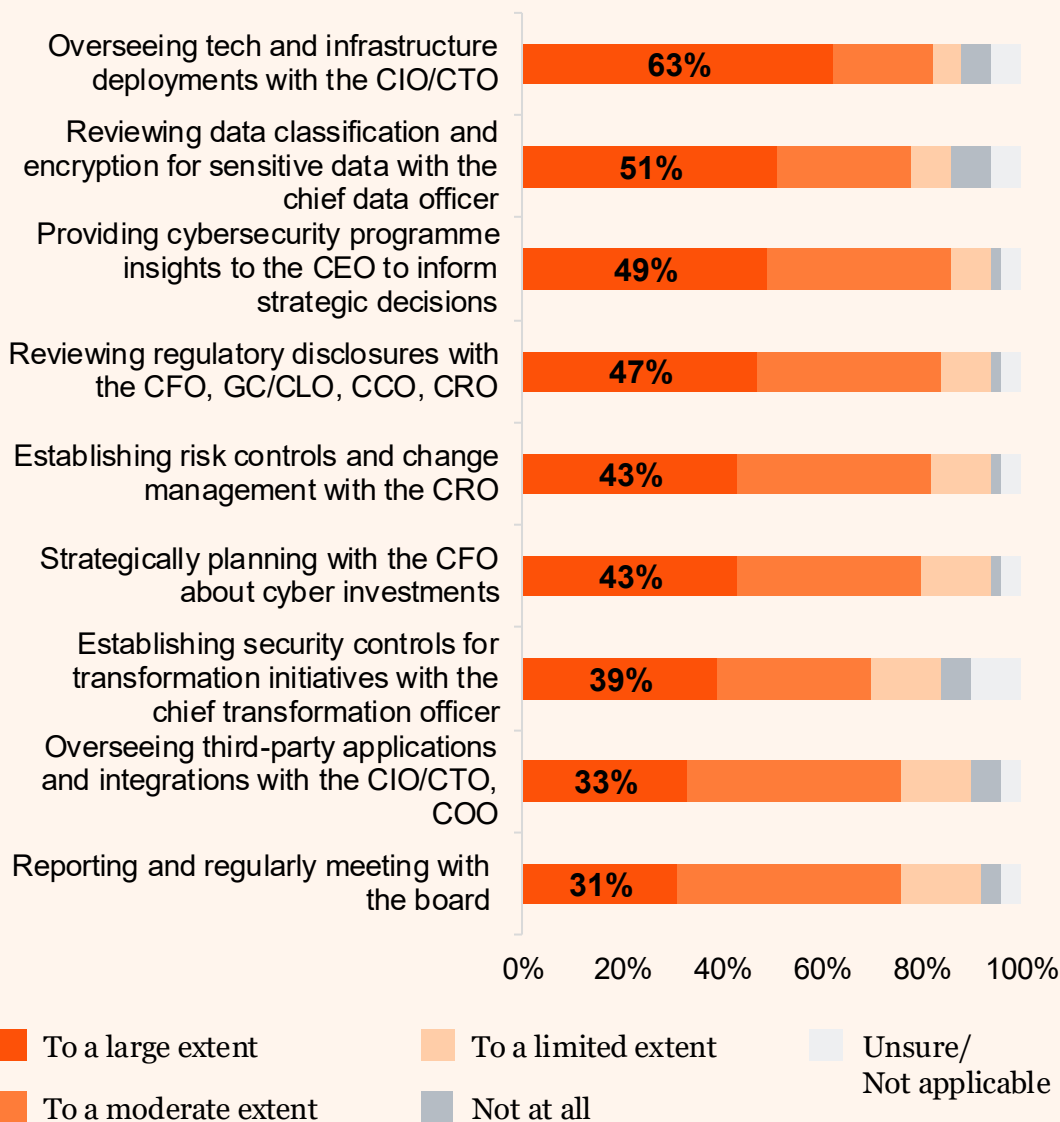 Overseeing tech and infrastructure
deployments with the CIO/CTO
63%
Reviewing data classification and
encryption for sensitive data with the
chief data officer
51%
Providing cybersecurity programme
insights to the CEO to inform
strategic decisions
49%
Reviewing regulatory disclosures with
the CFO, GC/CLO, CCO, CRO
47%
Establishing risk controls and change
management with the CRO
43%
Strategically planning with the CFO
about cyber investments
43%
Establishing security controls for
transformation initiatives with the
chief transformation officer
39%
Overseeing third-party applications
and integrations with the CIO/CTO,
COO
33%
Reporting and regularly meeting with
the board
31%
0% 20% 40% 60% 80% 100%
To a large extent
To a moderate extent
To a limited extent
Not at all
Unsure/
Not applicable